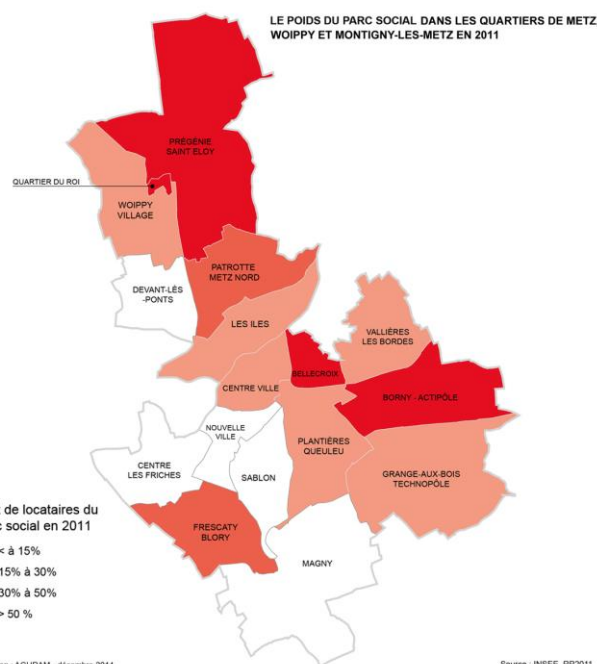 LE POIDS DU PARC SOCIAL DANS LES QUARTIERS DE METZ
WOIPPY ET MONTIGNY-LES-METZ EN 2011
PRÉGÉNIE
SAINT ELOY
QUARTIER DU ROI
WOIPPY
VILLAGE
PATROTTE
METZ NORD
DEVANT-LÈS
-PONTS
LES ILES
VALLIÈRES
LES BORDES
BELLECROIX
CENTRE VILLE
BORNY - ACTIPÔLE
NOUVELLE
VILLE
PLANTIÈRES
QUEULEU
CENTRE
LES FRICHES
SABLON
GRANGE-AUX-BOIS
TECHNOPÔLE
de locataires du
social en 2011
FRESCATY
BLORY
< à 15%
15% à 30%
MAGNY
30% à 50%
> 50 %
: AGURAM, décembre 2014
Source : INSEE, RP2011